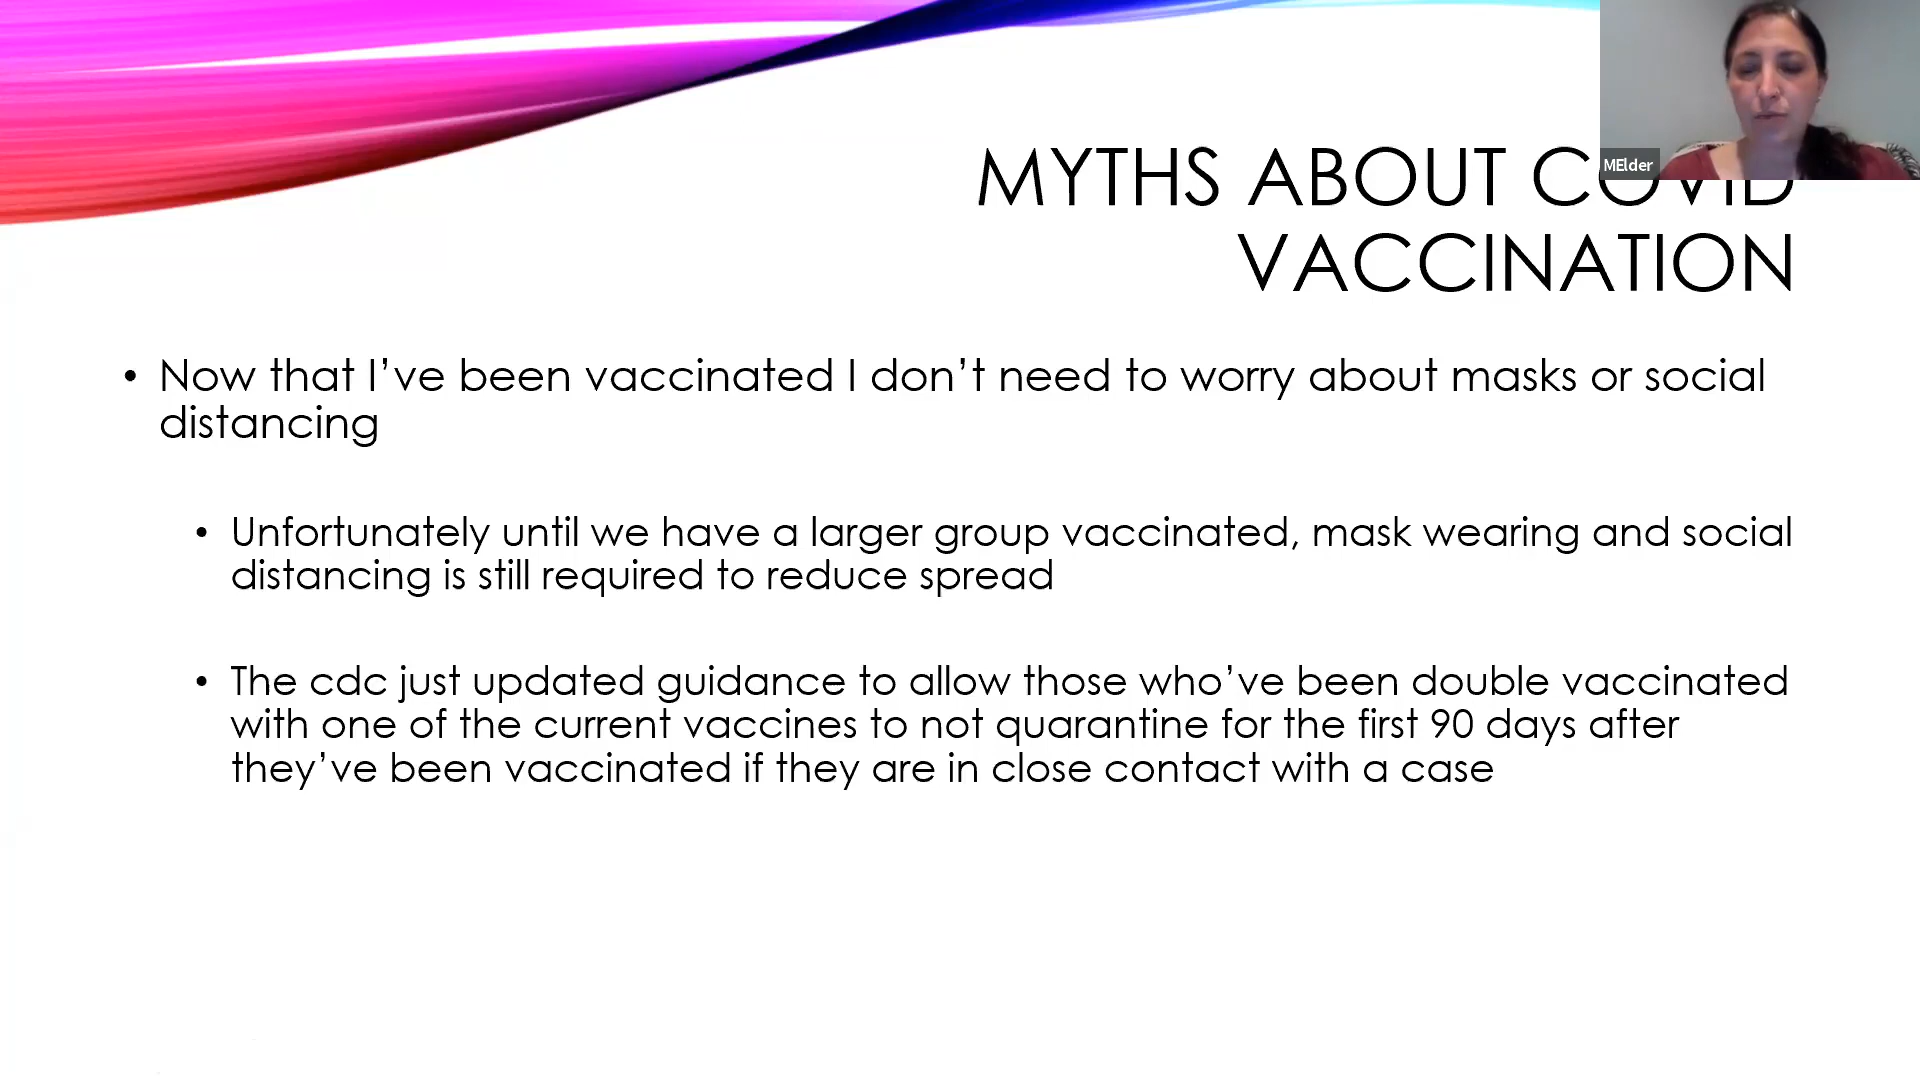 MElder
MYTHS ABOUT COVID
VACCINATION
• Now that I’ve been vaccinated I don’t need to worry about masks or social
distancing
• Unfortunately until we have a larger group vaccinated, mask wearing and social
distancing is still required to reduce spread
• The cdc just updated guidance to allow those who’ve been double vaccinated
with one of the current vaccines to not quarantine for the first 90 days after
they’ve been vaccinated if they are in close contact with a case